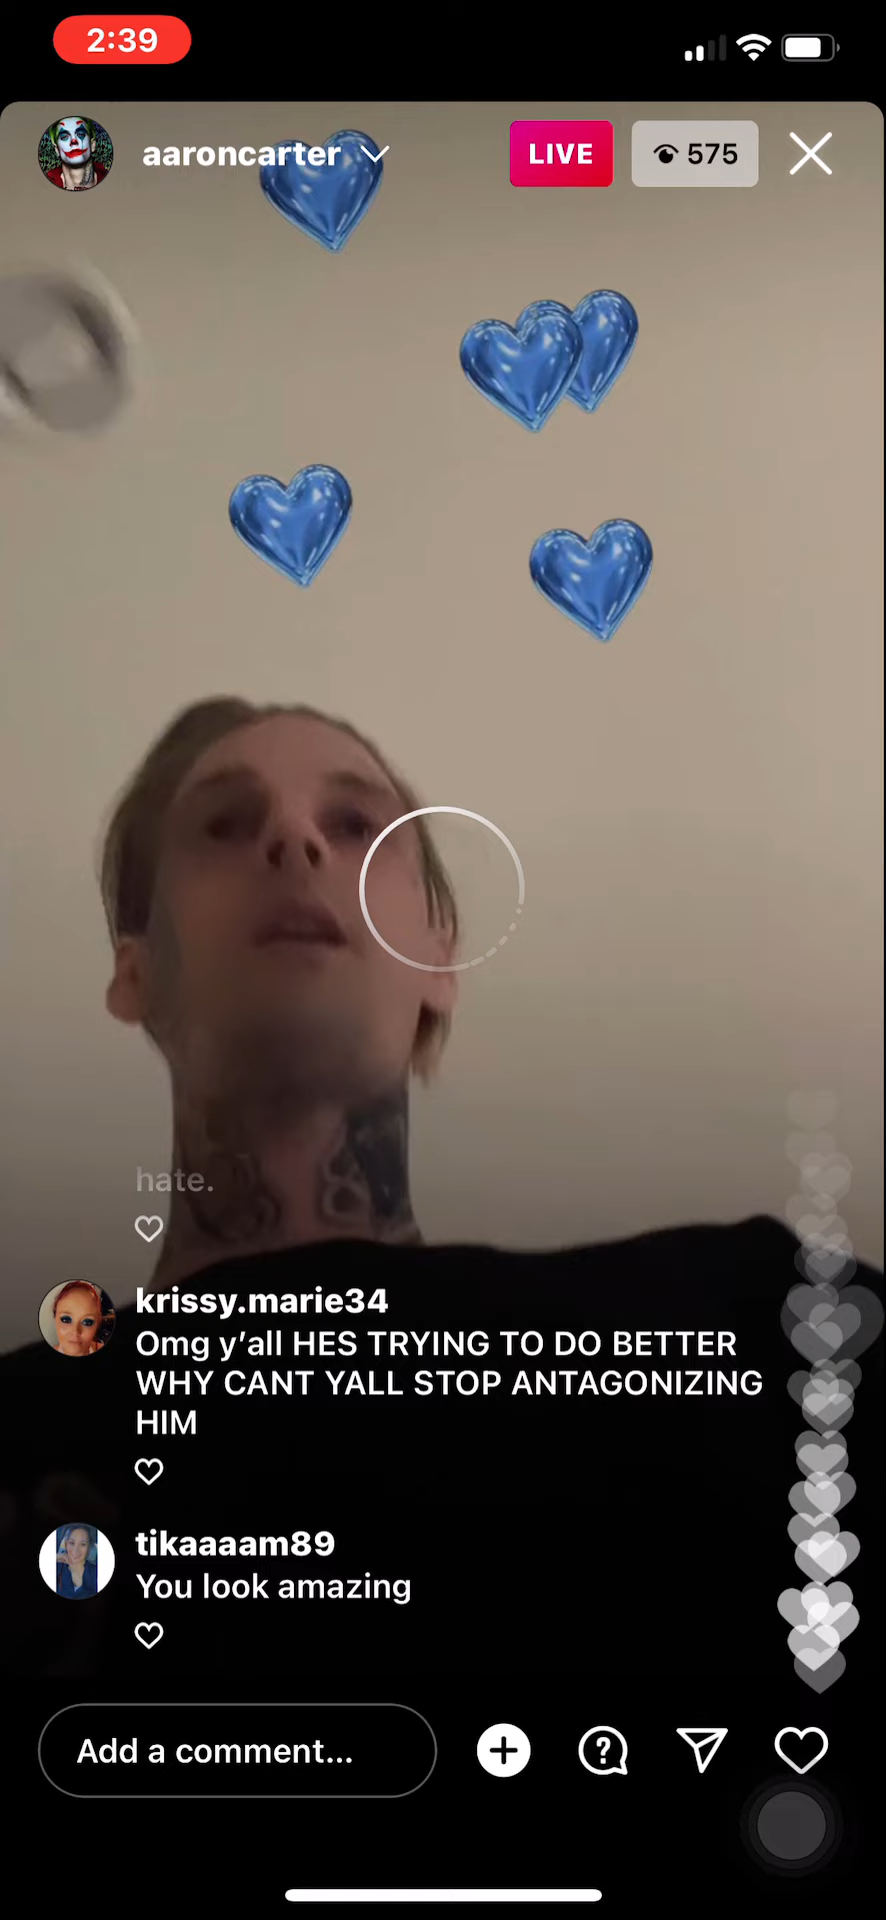 2:39
aaroncarter
LIVE
575
hate.
krissy.marie34
Omg y’all HES TRYING TO DO BETTER
WHY CANT YALL STOP ANTAGONIZING
HIM
tikaaaam89
You look amazing
Add a comment...